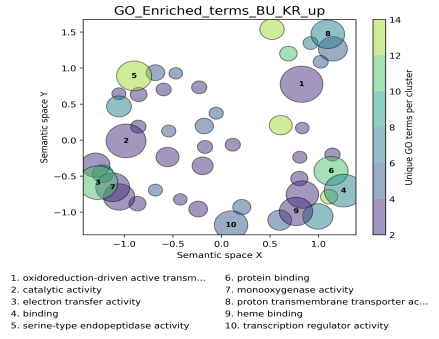 GO_Enriched_terms_BU_KR_up
Semantic space Y
1.5
1.0
0.5
0.0
−0.5
−1.0
−1.0
−0.5
0.0
0.5
1.0
Semantic space X
8
5
1
2
6
3
7
4
9
10
14
12
10
8
6
4
2
Unique GO terms per cluster
1. oxidoreduction-driven active transm...
2. catalytic activity
3. electron transfer activity
4. binding
5. serine-type endopeptidase activity
6. protein binding
7. monooxygenase activity
8. proton transmembrane transporter ac...
9. heme binding
10. transcription regulator activity